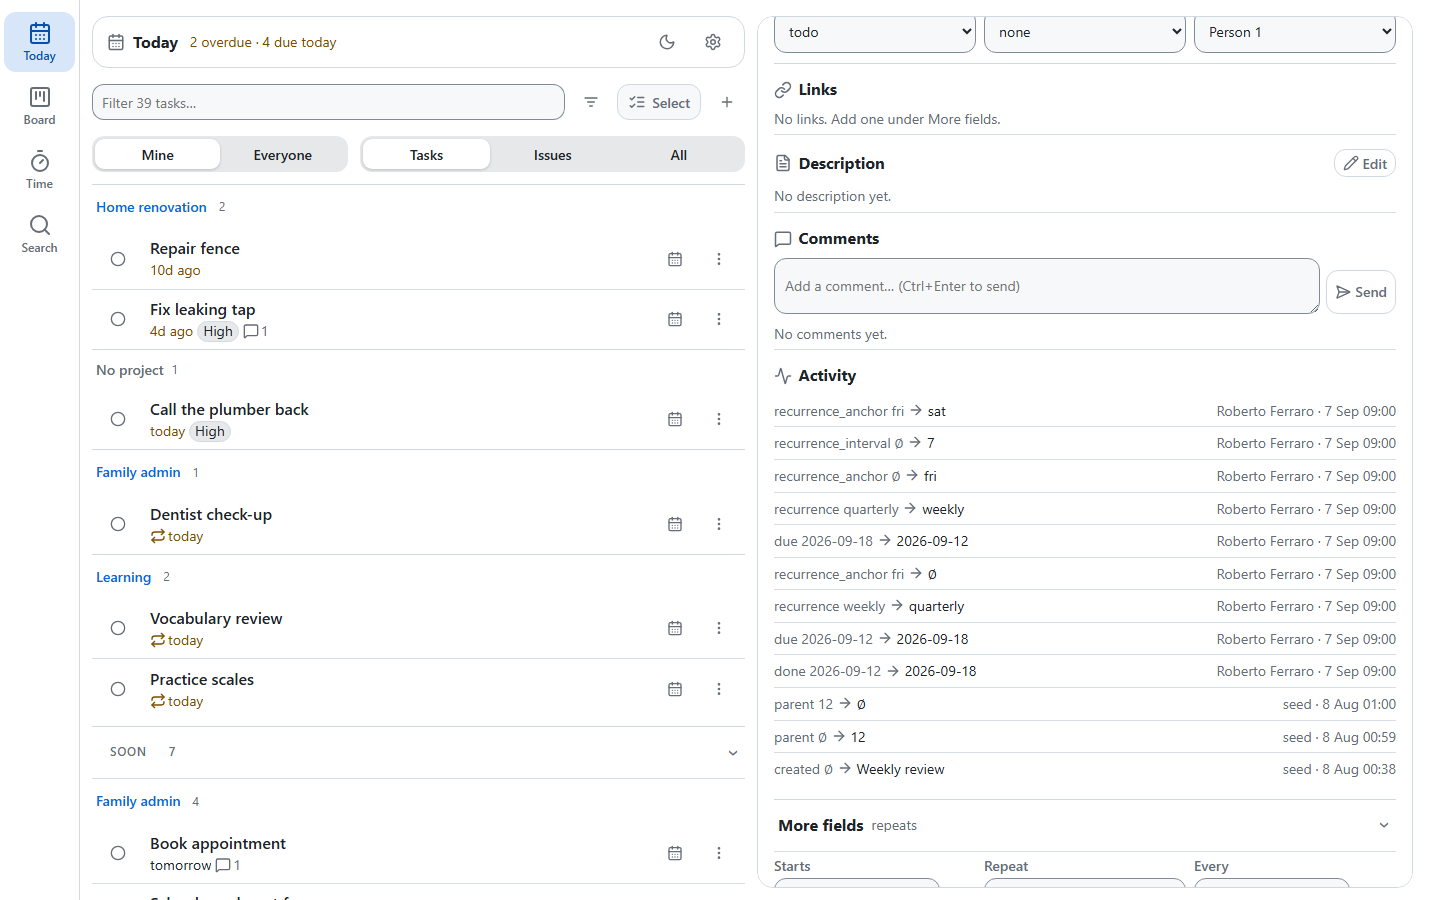 Today
Board
Time
Search
Today 2 overdue · 4 due today
Filter 39 tasks...
Select
Mine
Everyone
Tasks
Issues
All
Home renovation 2
Repair fence
10d ago
Fix leaking tap
4d ago High 1
No project 1
Call the plumber back
today High
Family admin 1
Dentist check-up
today
Learning 2
Vocabulary review
today
Practice scales
today
SOON 7
Family admin 4
Book appointment
tomorrow 1
todo
none
Person 1
Links
No links. Add one under More fields.
Description
Edit
No description yet.
Comments
Add a comment... (Ctrl+Enter to send)
Send
No comments yet.
Activity
recurrence_anchor fri → sat Roberto Ferraro · 7 Sep 09:00
recurrence_interval ∅ → 7 Roberto Ferraro · 7 Sep 09:00
recurrence_anchor ∅ → fri Roberto Ferraro · 7 Sep 09:00
recurrence quarterly → weekly Roberto Ferraro · 7 Sep 09:00
due 2026-09-18 → 2026-09-12 Roberto Ferraro · 7 Sep 09:00
recurrence_anchor fri → ∅ Roberto Ferraro · 7 Sep 09:00
recurrence weekly → quarterly Roberto Ferraro · 7 Sep 09:00
due 2026-09-12 → 2026-09-18 Roberto Ferraro · 7 Sep 09:00
done 2026-09-12 → 2026-09-18 Roberto Ferraro · 7 Sep 09:00
parent 12 → ∅ seed · 8 Aug 01:00
parent ∅ → 12 seed · 8 Aug 00:59
created ∅ → Weekly review seed · 8 Aug 00:38
More fields repeats
Starts
Repeat
Every